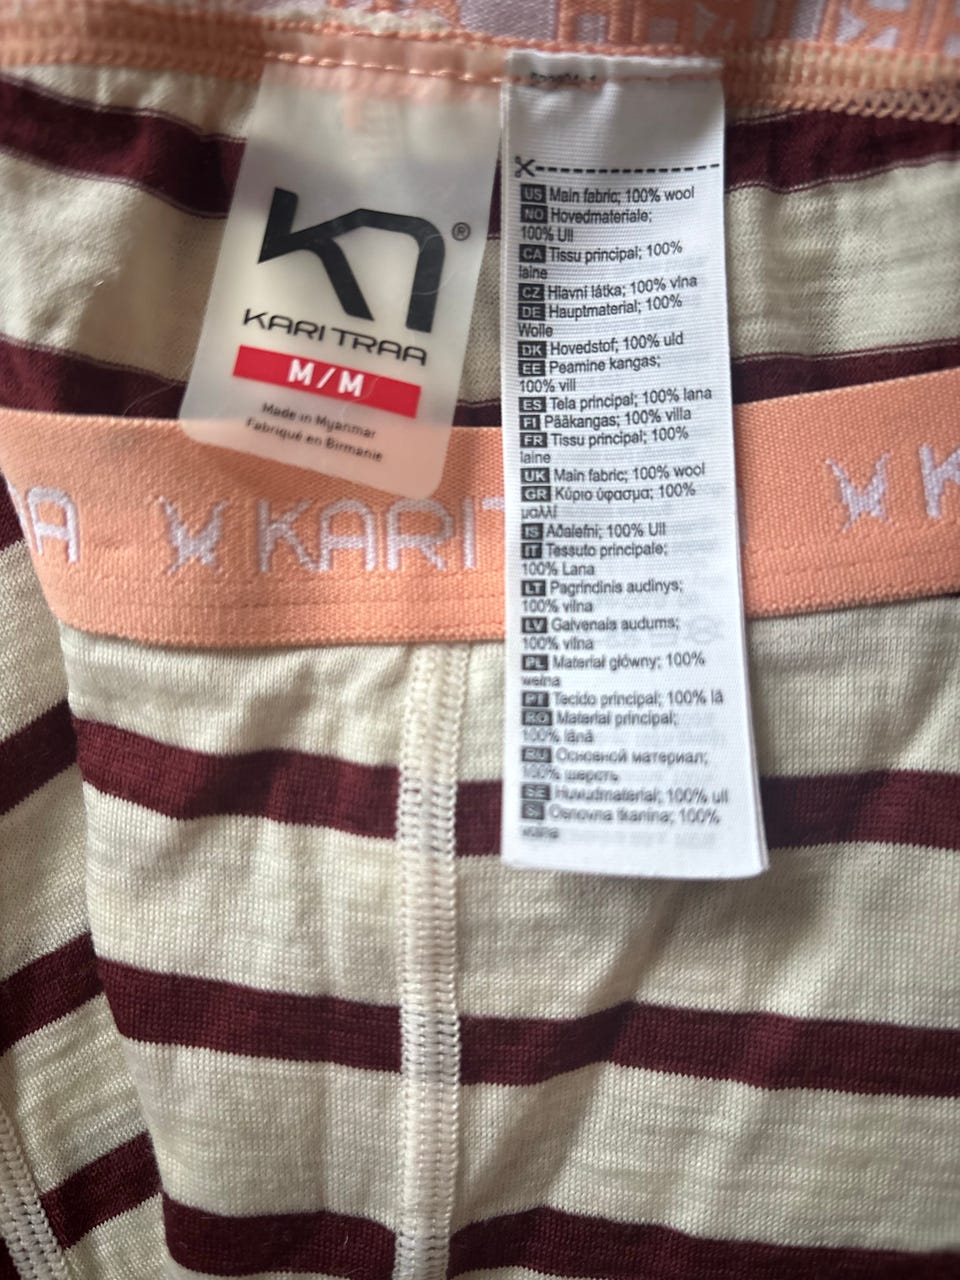 KARI TRAA
M/M
Made in Myanmar
Fabriqué en Birmanie
US Main fabric; 100% wool
NO Hovedmateriale;
100% Ull
CA Tissu principal; 100%
laine
CZ Hlavní látka; 100% vlna
DE Hauptmaterial; 100%
Wolle
DK Hovedstof; 100% uld
EE Peamine kangas;
100% vill
ES Tela principal; 100% lana
FI Pääkangas; 100% villa
FR Tissu principal; 100%
laine
UK Main fabric; 100% wool
GR Κύριο ύφασμα; 100%
μαλλί
IS Aðalefni; 100% Ull
IT Tessuto principale;
100% Lana
LT Pagrindinis audinys;
100% vilna
LV Galvenais audums;
100% vilna
PL Materiał główny; 100%
wełna
PT Tecido principal; 100% lã
RO Material principal;
100% lână
RU Основной материал;
100% шерсть
SE Huvudmaterial; 100% ull
SI Osnovna tkanina; 100%
volna
RAA KARI K